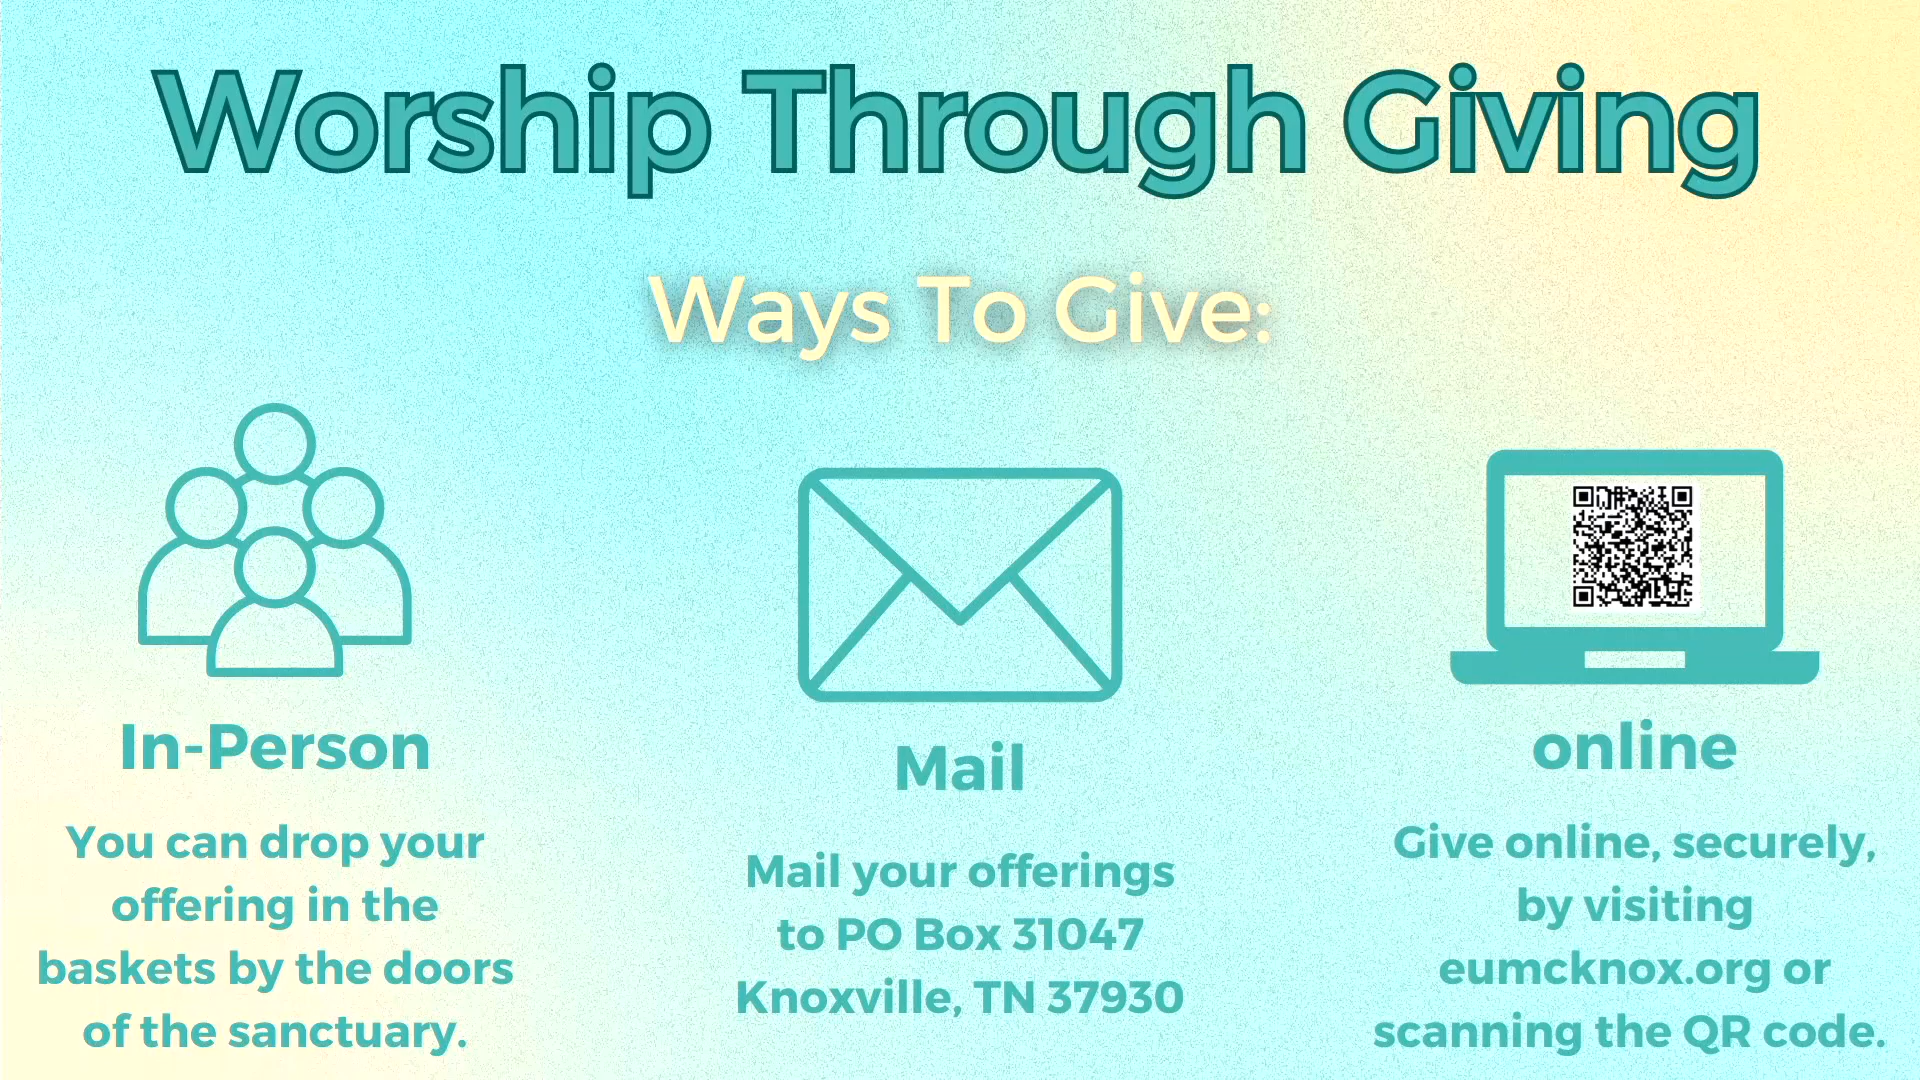 Worship Through Giving
Ways To Give:
In-Person
You can drop your
offering in the
baskets by the doors
of the sanctuary.
Mail
Mail your offerings
to PO Box 31047
Knoxville, TN 37930
online
Give online, securely,
by visiting
eumcknox.org or
scanning the QR code.